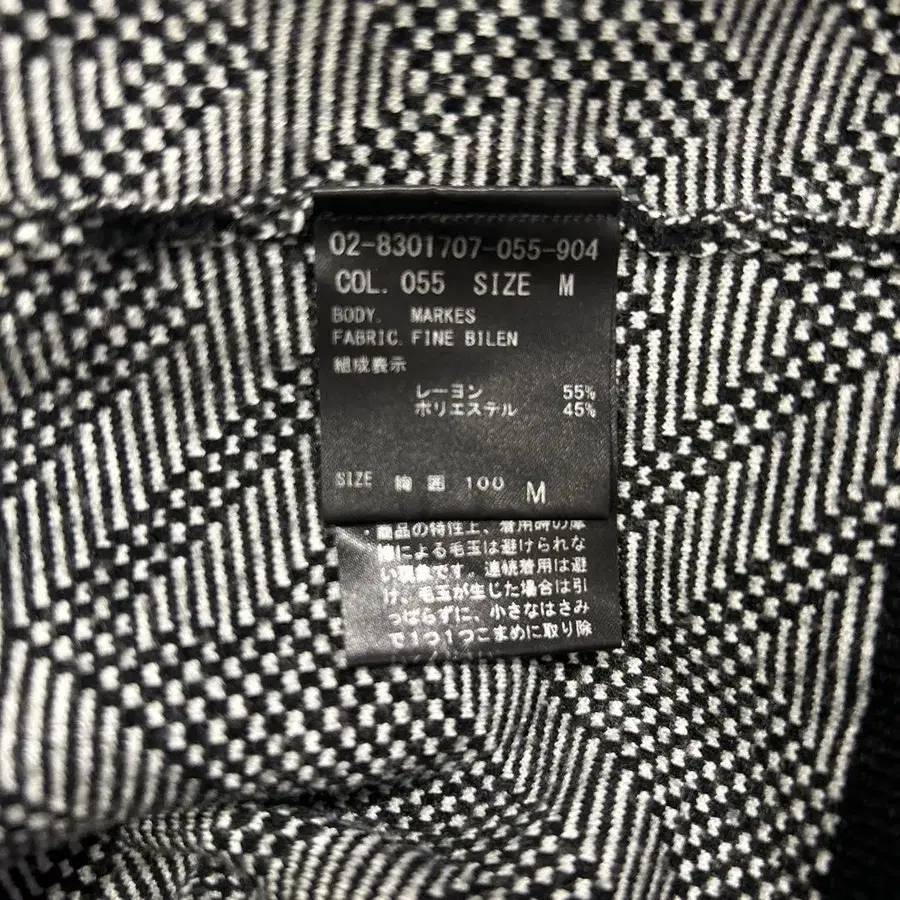 02-8301707-055-904
COL. 055 SIZE M
BODY. MARKES
FABRIC. FINE BILEN
組成表示
レーヨン 55%
ポリエステル 45%
SIZE 胸囲 100 M
・商品の特性上、着用時の摩
擦による毛玉は避けられな
い現象です。連続着用は避
け、毛玉が生じた場合は引
っぱらずに、小さなはさみ
で1つ1つこまめに取り除